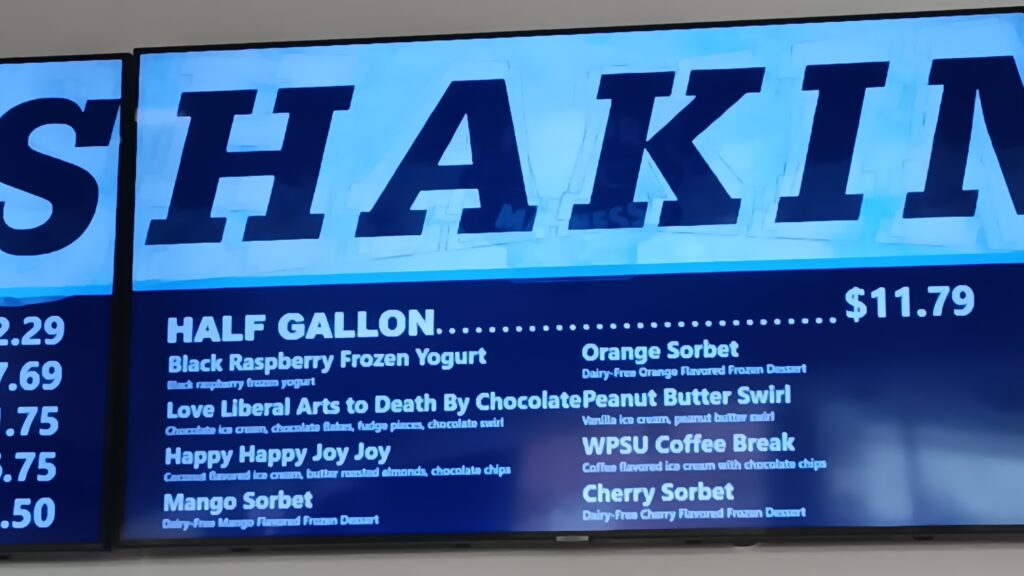 S
2.29
7.69
.75
.75
.50
SHAKIN
MADNESS
HALF GALLON.................................... $11.79
Black Raspberry Frozen Yogurt
Black raspberry frozen yogurt
Love Liberal Arts to Death By Chocolate
Chocolate ice cream, chocolate flakes, fudge pieces, chocolate swirl
Happy Happy Joy Joy
Coconut flavored ice cream, butter roasted almonds, chocolate chips
Mango Sorbet
Dairy-Free Mango Flavored Frozen Dessert
Orange Sorbet
Dairy-Free Orange Flavored Frozen Dessert
Peanut Butter Swirl
Vanilla ice cream, peanut butter swirl
WPSU Coffee Break
Coffee flavored ice cream with chocolate chips
Cherry Sorbet
Dairy-Free Cherry Flavored Frozen Dessert